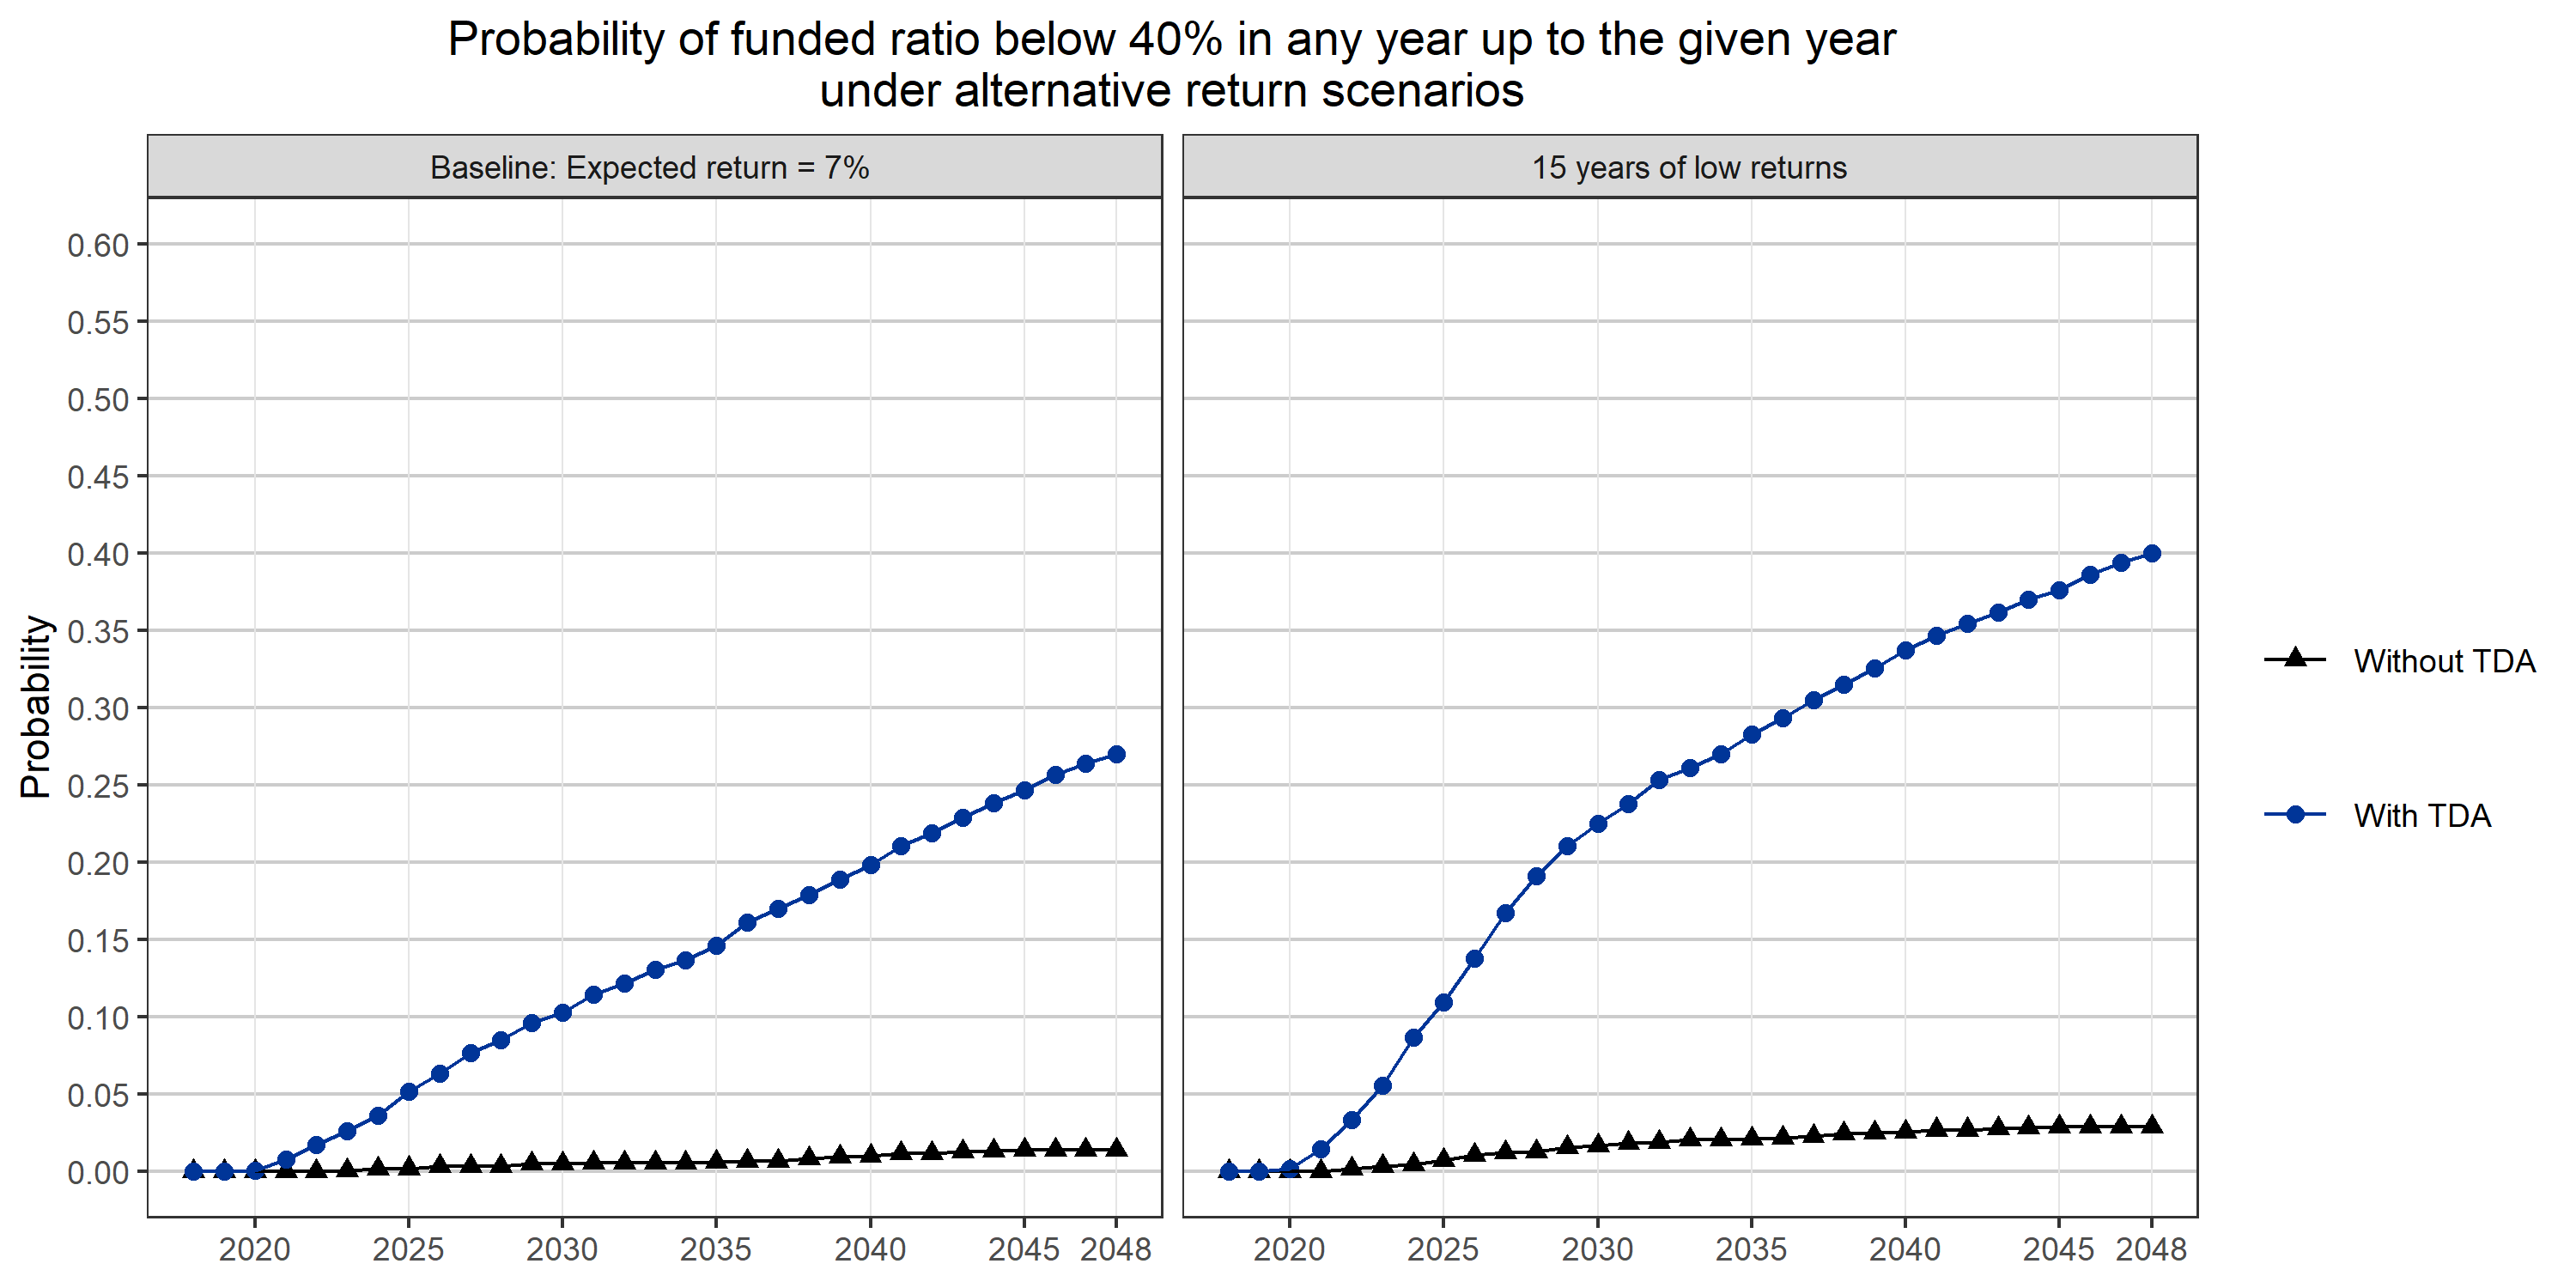 Probability of funded ratio below 40% in any year up to the given year
under alternative return scenarios
Baseline: Expected return = 7%
15 years of low returns
Probability
0.60
0.55
0.50
0.45
0.40
0.35
0.30
0.25
0.20
0.15
0.10
0.05
0.00
2020 2025 2030 2035 2040 2045 2048
2020 2025 2030 2035 2040 2045 2048
Without TDA
With TDA